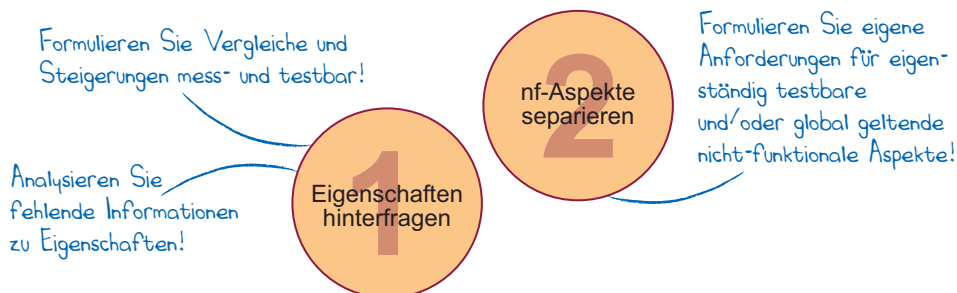 Formulieren Sie Vergleiche und
Steigerungen mess- und testbar!
Analysieren Sie
fehlende Informationen
zu Eigenschaften!
1
Eigenschaften
hinterfragen
2
nf-Aspekte
separieren
Formulieren Sie eigene
Anforderungen für eigen-
ständig testbare
und/oder global geltende
nicht-funktionale Aspekte!